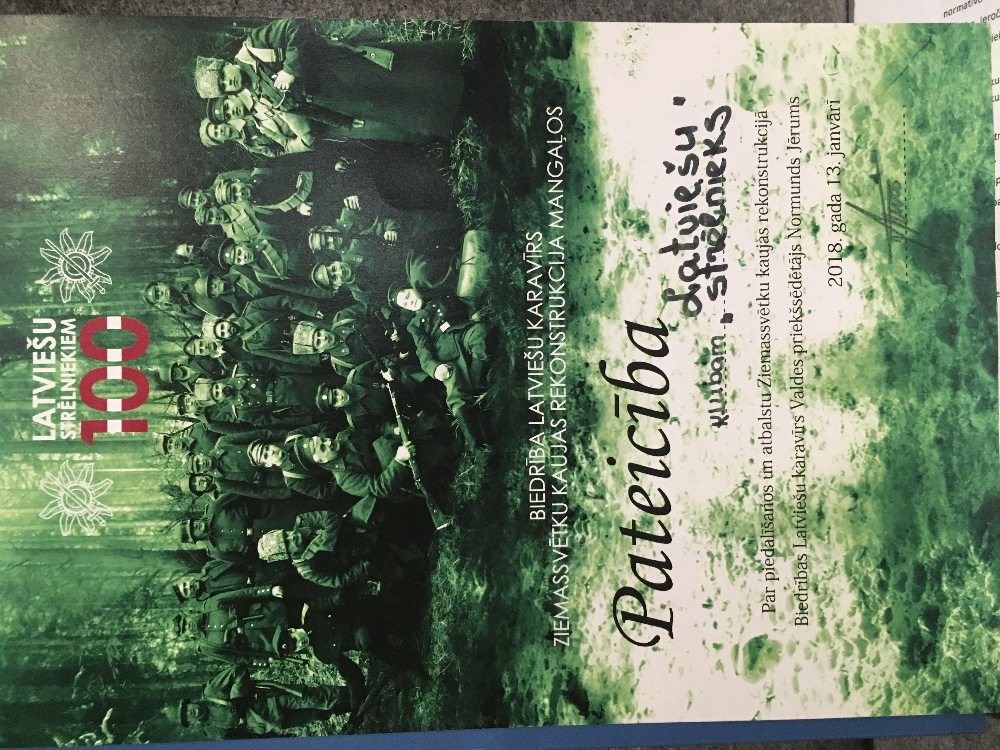 LATVIEŠU
STRĒLNIEKIEM
100
BIEDRĪBA LATVIEŠU KARAVĪRS
ZIEMASSVĒTKU KAUJAS REKONSTRUKCIJA MANGAĻOS
Pateicība
Klubam "Latviešu
strēlnieks"
Par piedalīšanos un atbalstu Ziemassvētku kaujas rekonstrukcijā
Biedrības Latviešu karavīrs Valdes priekšsēdētājs Normunds Jērums
2018. gada 13. janvārī
normatīvo